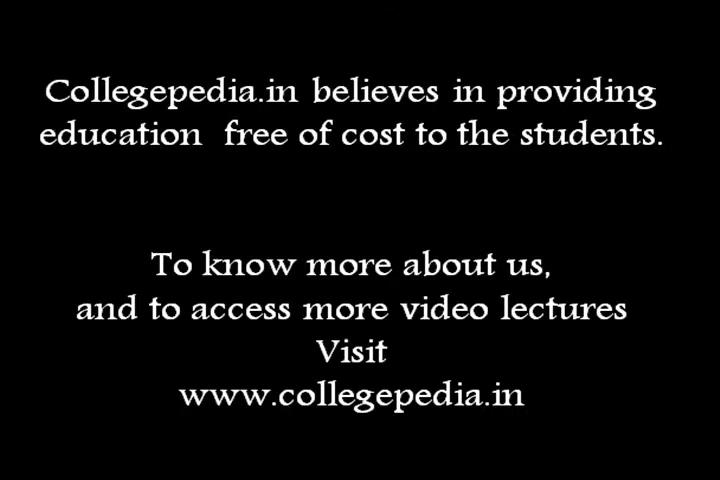 Collegepedia.in believes in providing
education  free of cost to the students.
To know more about us,
and to access more video lectures
Visit
www.collegepedia.in